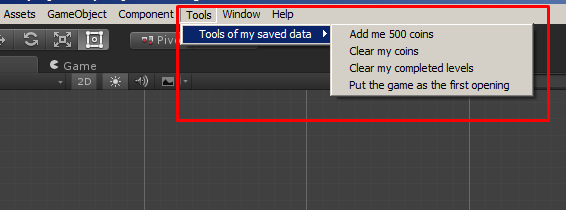 Assets GameObject Component Tools Window Help
Tools of my saved data
Add me 500 coins
Clear my coins
Clear my completed levels
Put the game as the first opening
Game
2D